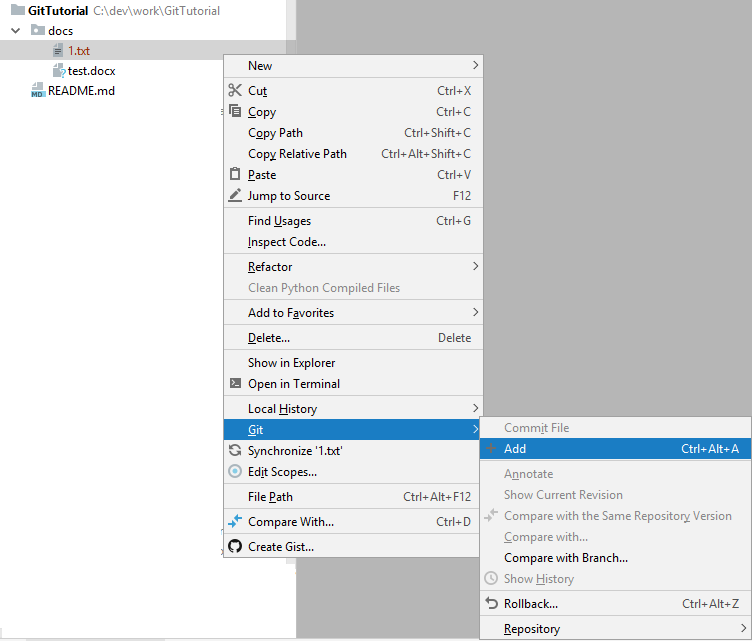 GitTutorial C:\dev\work\GitTutorial
docs
1.txt
test.docx
README.md
New
Cut Ctrl+X
Copy Ctrl+C
Copy Path Ctrl+Shift+C
Copy Relative Path Ctrl+Alt+Shift+C
Paste Ctrl+V
Jump to Source F12
Find Usages Ctrl+G
Inspect Code...
Refactor
Clean Python Compiled Files
Add to Favorites
Delete... Delete
Show in Explorer
Open in Terminal
Local History
Git
Synchronize '1.txt'
Edit Scopes...
File Path Ctrl+Alt+F12
Compare With... Ctrl+D
Create Gist...
Commit File
Add Ctrl+Alt+A
Annotate
Show Current Revision
Compare with the Same Repository Version
Compare with...
Compare with Branch...
Show History
Rollback... Ctrl+Alt+Z
Repository